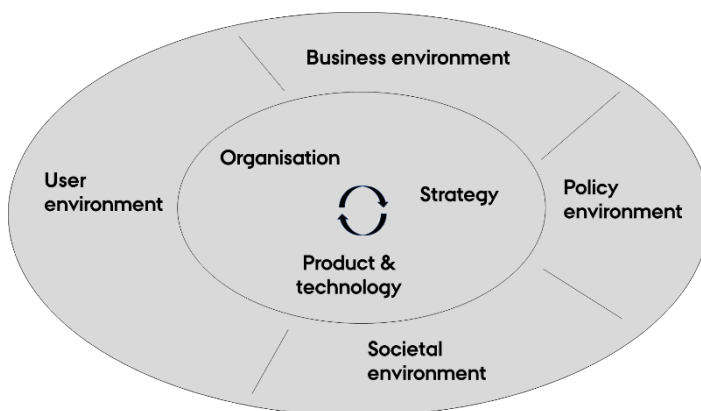 Business environment
Organisation
User
environment
Strategy
Policy
environment
Product &
technology
Societal
environment